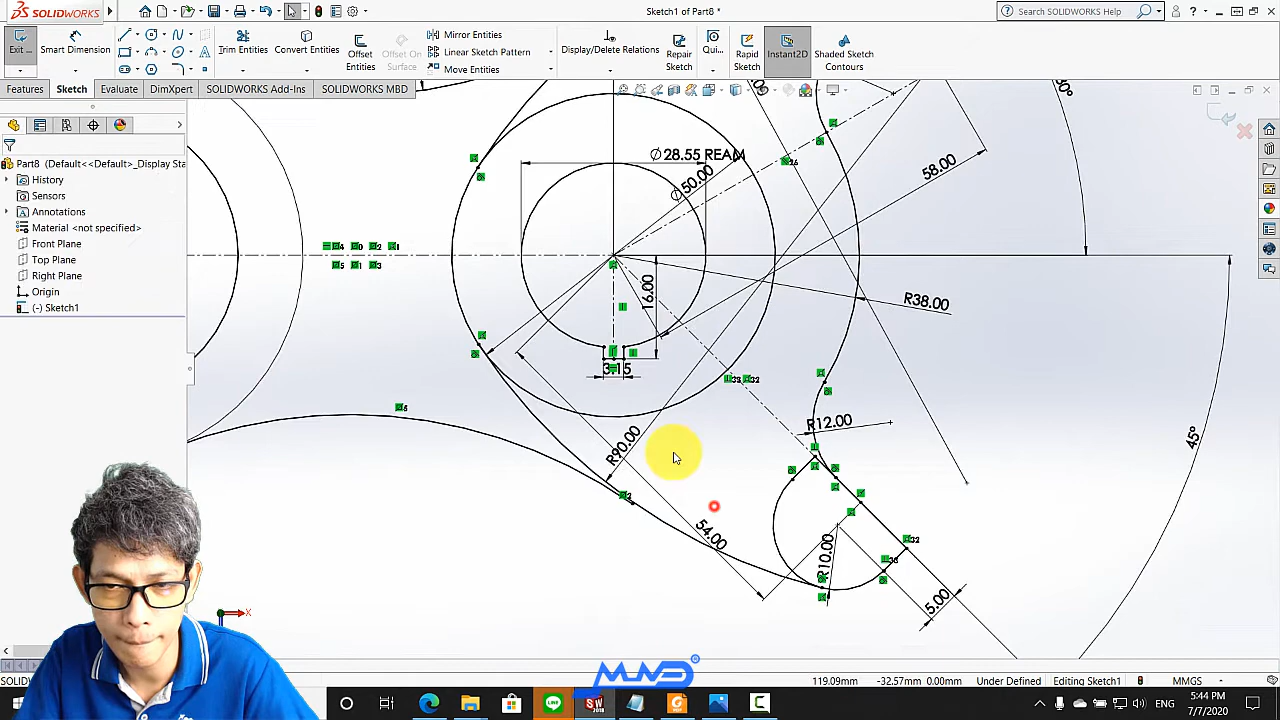 SOLIDWORKS
Sketch1 of Part8 *
Search SOLIDWORKS Help
Exit ...
Smart Dimension
Trim Entities
Convert Entities
Offset Entities
Offset On Surface
Mirror Entities
Linear Sketch Pattern
Move Entities
Display/Delete Relations
Repair Sketch
Qui...
Rapid Sketch
Instant2D
Shaded Sketch Contours
Features
Sketch
Evaluate
DimXpert
SOLIDWORKS Add-Ins
SOLIDWORKS MBD
Part8 (Default<<Default>_Display Sta
History
Sensors
Annotations
Material <not specified>
Front Plane
Top Plane
Right Plane
Origin
(-) Sketch1
Ø 28.55 REAM
Ø 50.00
58.00
16.00
R38.00
3.15
R12.00
R90.00
45°
54.00
R10.00
5.00
X
MMD
119.09mm
-32.57mm
0.00mm
Under Defined
Editing Sketch1
MMGS
ENG
5:44 PM
7/7/2020